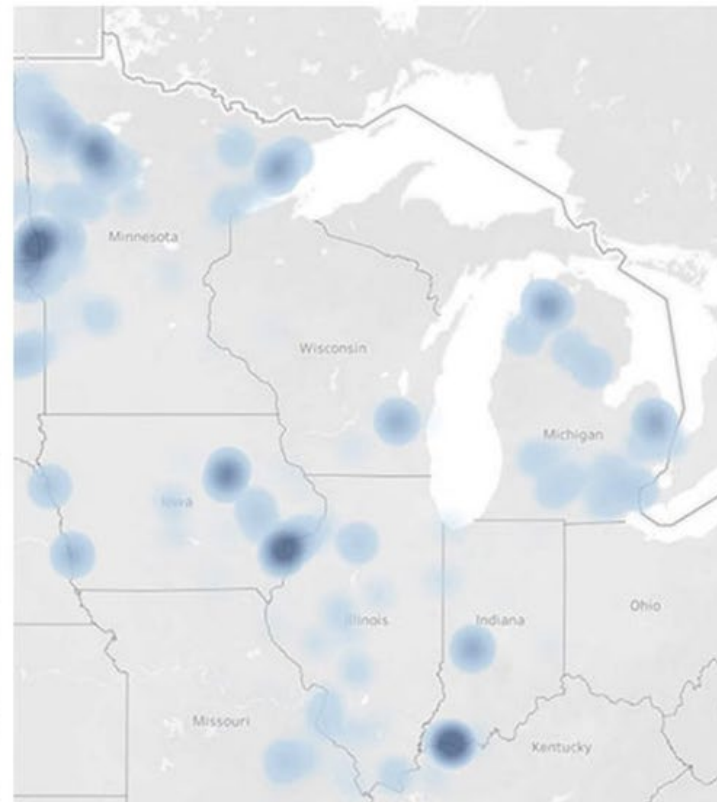 Minnesota
Wisconsin
Michigan
Iowa
Illinois
Indiana
Ohio
Missouri
Kentucky